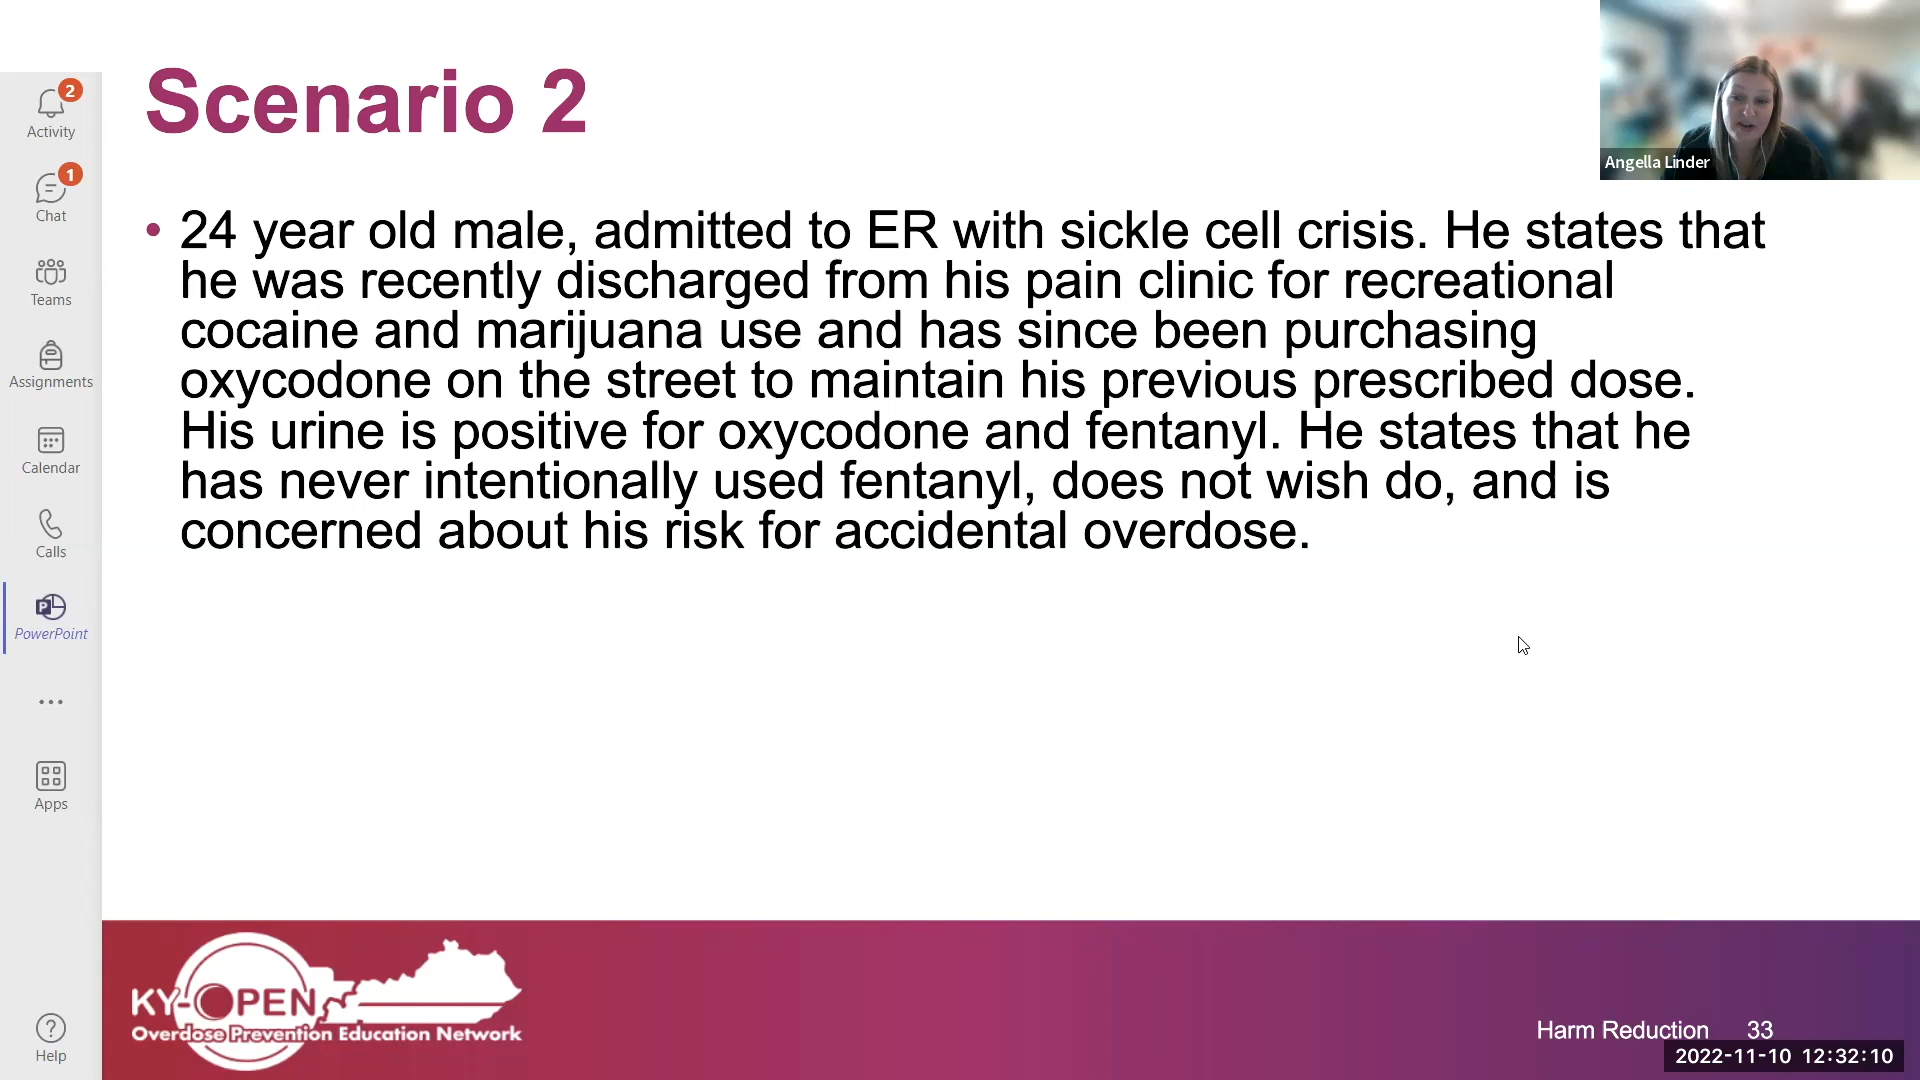 Scenario 2
Angella Linder
2
Activity
1
Chat
Teams
Assignments
Calendar
Calls
PowerPoint
Apps
Help
• 24 year old male, admitted to ER with sickle cell crisis. He states that
he was recently discharged from his pain clinic for recreational
cocaine and marijuana use and has since been purchasing
oxycodone on the street to maintain his previous prescribed dose.
His urine is positive for oxycodone and fentanyl. He states that he
has never intentionally used fentanyl, does not wish do, and is
concerned about his risk for accidental overdose.
KY-OPEN
Overdose Prevention Education Network
Harm Reduction 33
2022-11-10 12:32:10